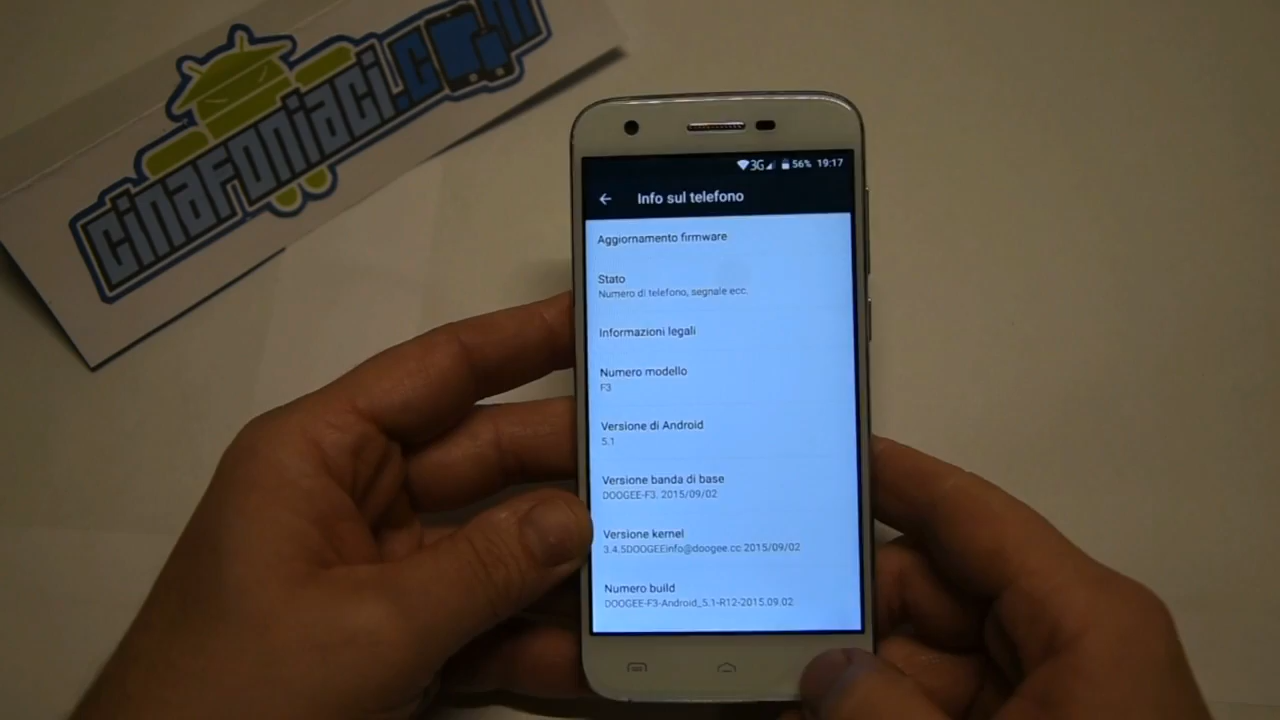 cinafoniaci.com
3G 56% 19:17
Info sul telefono
Aggiornamento firmware
Stato
Numero di telefono, segnale ecc.
Informazioni legali
Numero modello
F3
Versione di Android
5.1
Versione banda di base
DOOGEE-F3. 2015/09/02
Versione kernel
3.4.5DOOGEEinfo@doogee.cc 2015/09/02
Numero build
DOOGEE-F3-Android_5.1-R12-2015.09.02